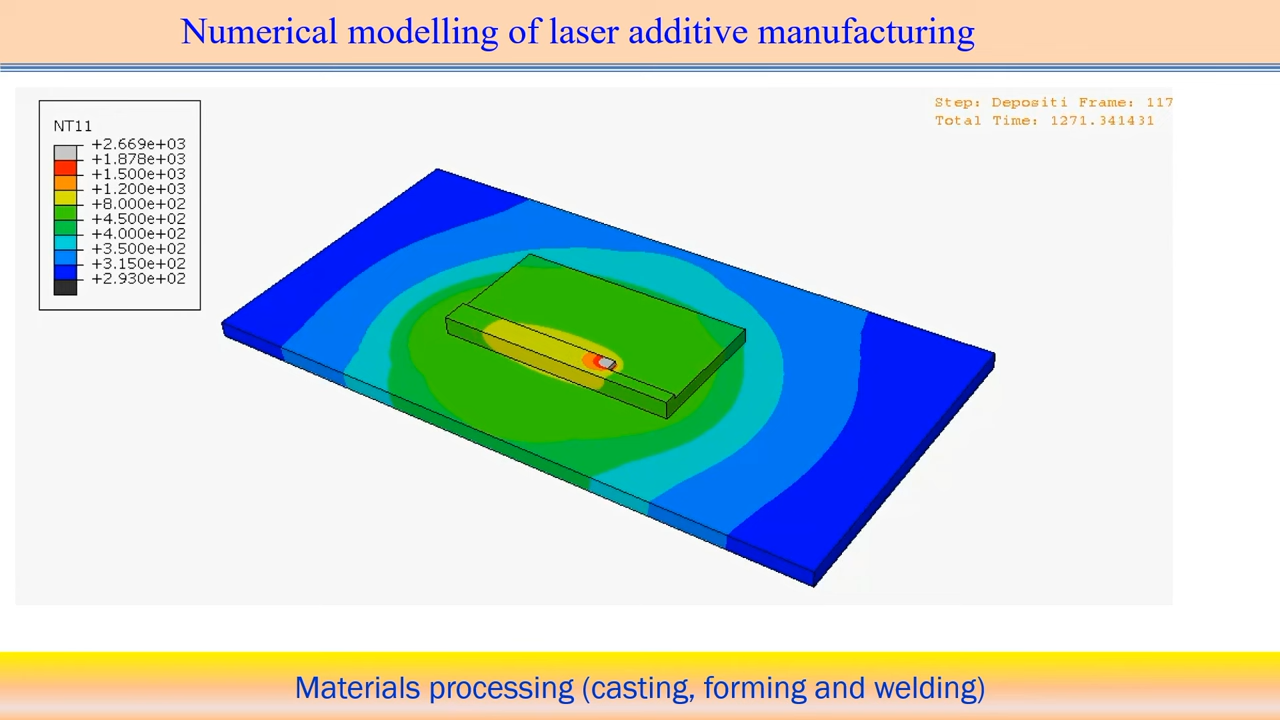 Numerical modelling of laser additive manufacturing
Step: Depositi Frame: 117
Total Time: 1271.341431
NT11
+2.669e+03
+1.878e+03
+1.500e+03
+1.200e+03
+8.000e+02
+4.500e+02
+4.000e+02
+3.500e+02
+3.150e+02
+2.930e+02
Materials processing (casting, forming and welding)